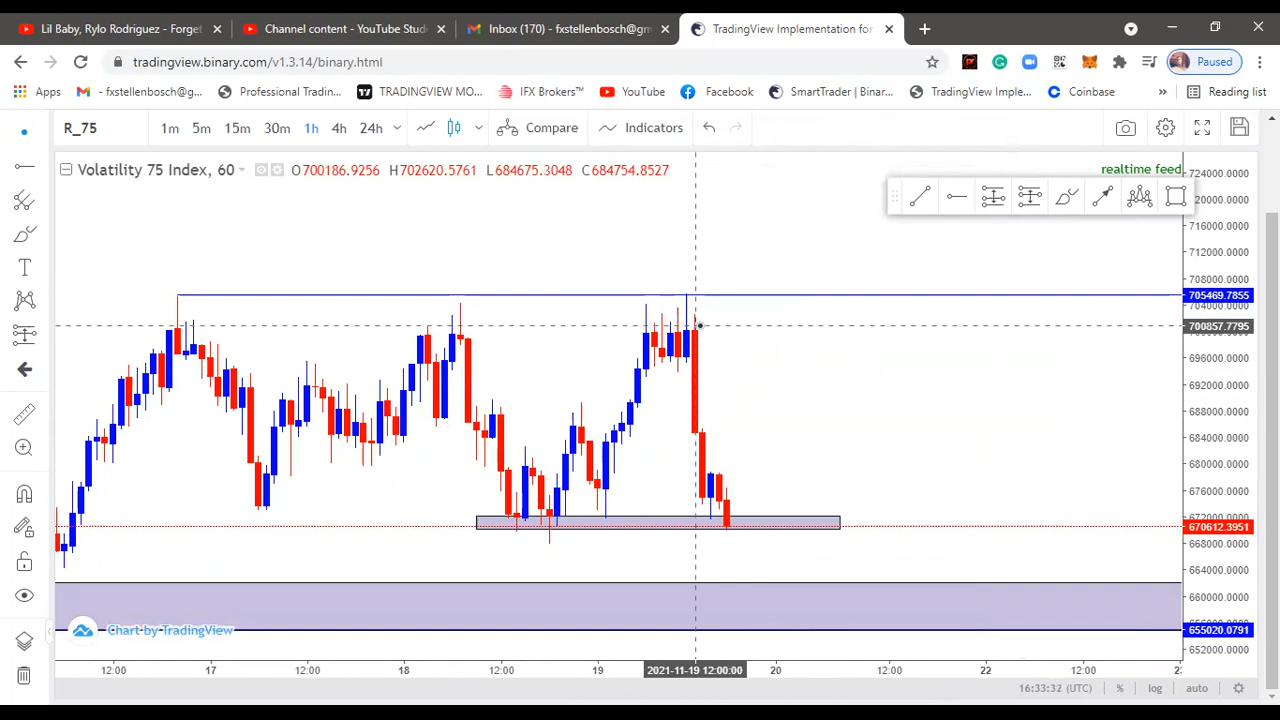 Lil Baby, Rylo Rodriguez - Forget
Channel content - YouTube Stud
Inbox (170) - fxstellenbosch@gm
TradingView Implementation for
tradingview.binary.com/v1.3.14/binary.html
Paused
Apps
- fxstellenbosch@g...
Professional Tradin...
TRADINGVIEW MO...
IFX Brokers™
YouTube
Facebook
SmartTrader | Binar...
TradingView Imple...
Coinbase
»
Reading list
R_75
1m 5m 15m 30m 1h 4h 24h
Compare
Indicators
Volatility 75 Index, 60
O700186.9256 H702620.5761 L684675.3048 C684754.8527
realtime feed
724000.0000
720000.0000
716000.0000
712000.0000
708000.0000
705469.7855
704000.0000
700857.7795
696000.0000
692000.0000
688000.0000
684000.0000
680000.0000
676000.0000
672000.0000
670612.3951
668000.0000
664000.0000
660000.0000
655020.0791
652000.0000
Chart by TradingView
12:00 17 12:00 18 12:00 19 2021-11-19 12:00:00 20 12:00 22 12:00
16:33:32 (UTC) % log auto